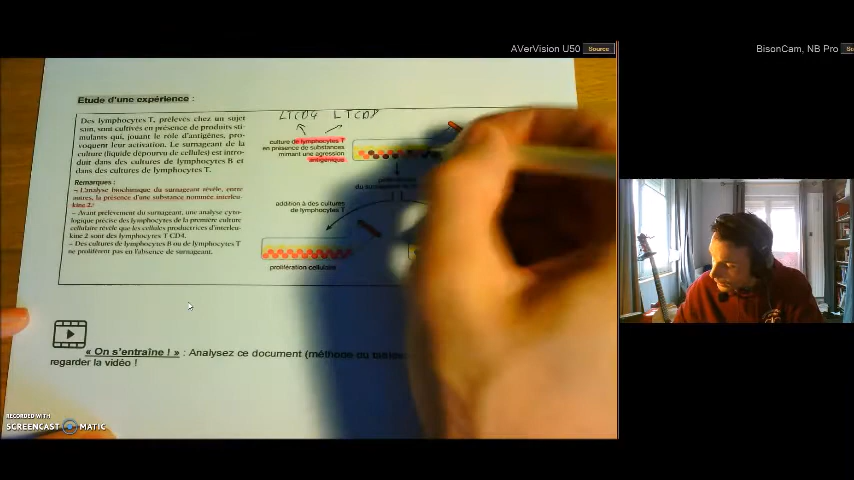 AVerVision U50
Source
BisonCam, NB Pro
Etude d'une expérience :
LTCD4 LTCD8
Des lymphocytes T, prélevés chez un sujet
sain, sont cultivés en présence de produits sti-
mulants qui, jouant le rôle d'antigènes, pro-
voquent leur activation. Le surnageant de la
culture (liquide dépourvu de cellules) est intro-
duit dans des cultures de lymphocytes B et
dans des cultures de lymphocytes T.
Remarques :
– L'analyse biochimique du surnageant révèle, entre
autres, la présence d'une substance nommée interleu-
kine 2.
– Avant prélèvement du surnageant, une analyse cyto-
logique précise des lymphocytes de la première culture
cellulaire révèle que les cellules productrices d'interleu-
kine 2 sont des lymphocytes T CD4.
– Des cultures de lymphocytes B ou de lymphocytes T
ne prolifèrent pas en l'absence de surnageant.
culture de lymphocytes T
en présence de substances
mimant une agression
antigénique
du surnageant
addition à des cultures
de lymphocytes T
prolifération cellulaire
« On s'entraîne ! » : Analysez ce document (méthode du
regarder la vidéo !
RECORDED WITH
SCREENCAST MATIC